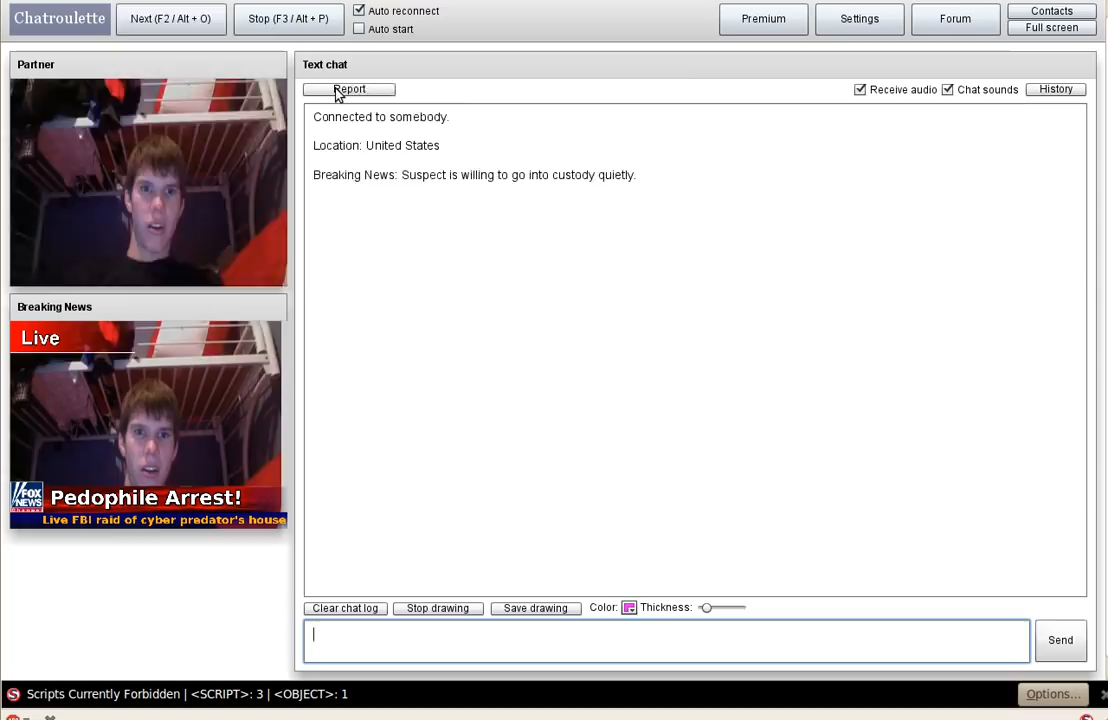 Chatroulette
Next (F2 / Alt + O)
Stop (F3 / Alt + P)
Auto reconnect
Auto start
Premium
Settings
Forum
Contacts
Full screen
Partner
Text chat
Report
Receive audio
Chat sounds
History
Connected to somebody.
Location: United States
Breaking News: Suspect is willing to go into custody quietly.
Breaking News
Live
FOX
NEWS
Channel
Pedophile Arrest!
Live FBI raid of cyber predator's house
Clear chat log
Stop drawing
Save drawing
Color:
Thickness:
Send
Scripts Currently Forbidden | <SCRIPT>: 3 | <OBJECT>: 1
Options...